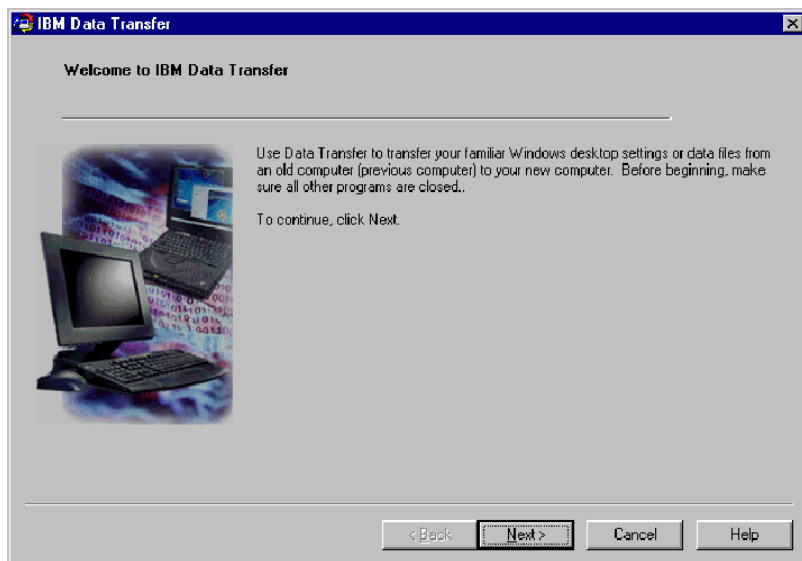 IBM Data Transfer
Welcome to IBM Data Transfer
Use Data Transfer to transfer your familiar Windows desktop settings or data files from
an old computer (previous computer) to your new computer. Before beginning, make
sure all other programs are closed..
To continue, click Next.
< Back
Next >
Cancel
Help